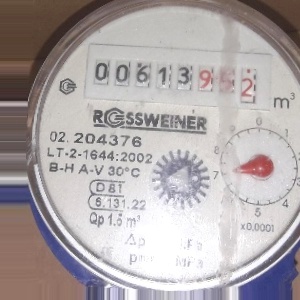 00613952 m³
ROSSWEINER
02. 204376
LT-2-1644:2002
B-H A-V 30°C
D 81
6.131.22
Qp 1.5 m³
x0,0001
Δp